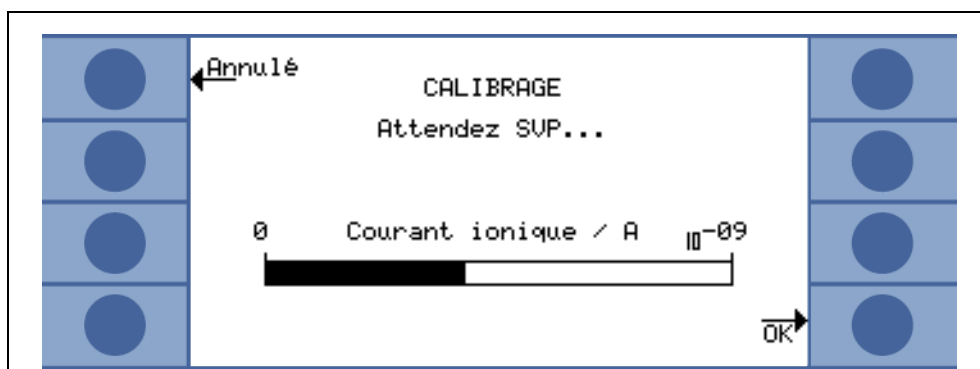 Annulé
CALIBRAGE
Attendez SVP...
0 Courant ionique / A 10-09
OK